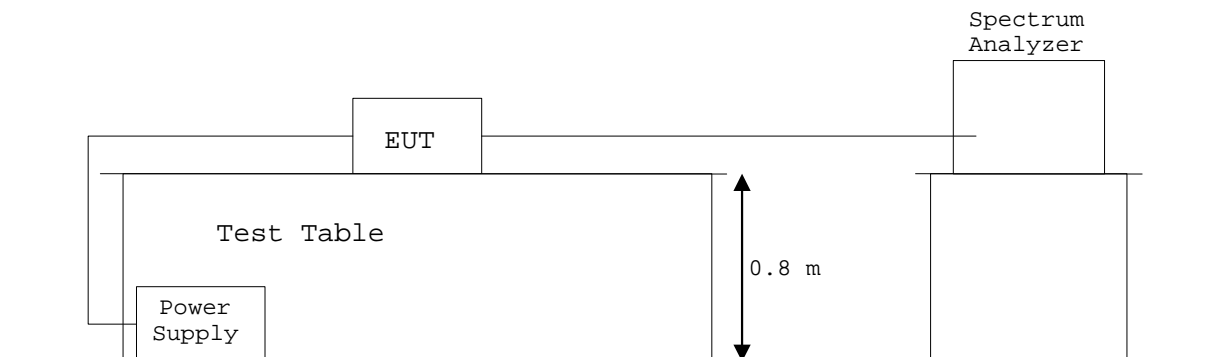 Spectrum
Analyzer
EUT
Test Table
0.8 m
Power
Supply